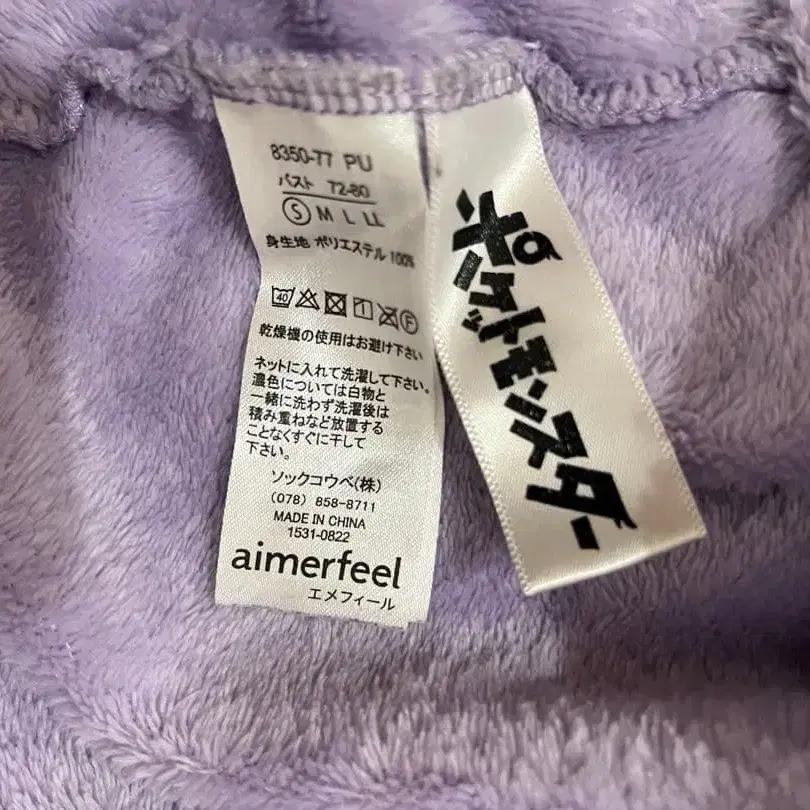 8350-77 PU
バスト 72-80
S M L LL
身生地 ポリエステル 100%
40 1 F
乾燥機の使用はお避け下さい
ネットに入れて洗濯して下さい。
濃色については白物と
一緒に洗わず洗濯後は
積み重ねなど放置する
ことなくすぐに干して
下さい。
ソックコウベ(株)
(078) 858-8711
MADE IN CHINA
1531-0822
aimerfeel
エメフィール
ポケットモンスター